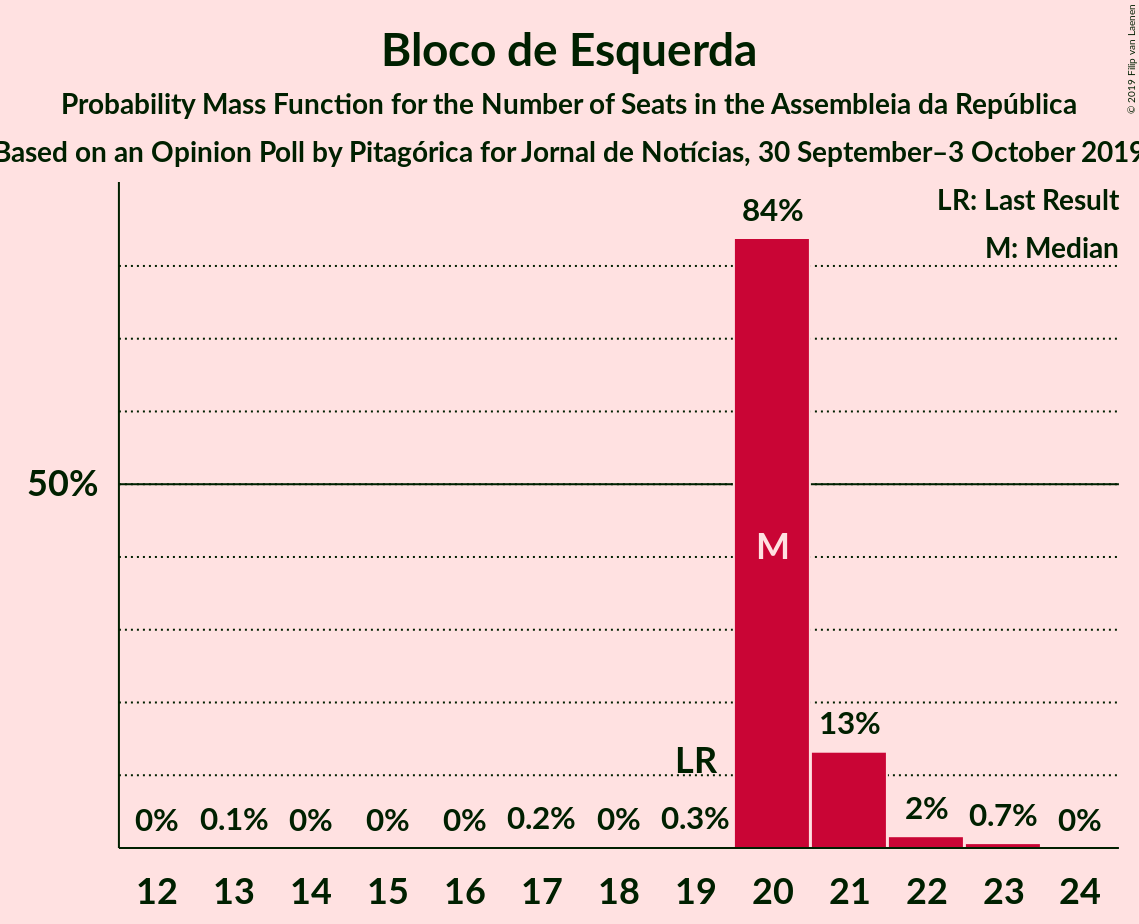 Bloco de Esquerda
Probability Mass Function for the Number of Seats in the Assembleia da República
Based on an Opinion Poll by Pitagórica for Jornal de Notícias, 30 September–3 October 2019
© 2019 Filip van Laenen
LR: Last Result
M: Median
84%
50%
M
13%
LR
0% 0.1% 0% 0% 0% 0.2% 0% 0.3% 2% 0.7% 0%
12 13 14 15 16 17 18 19 20 21 22 23 24